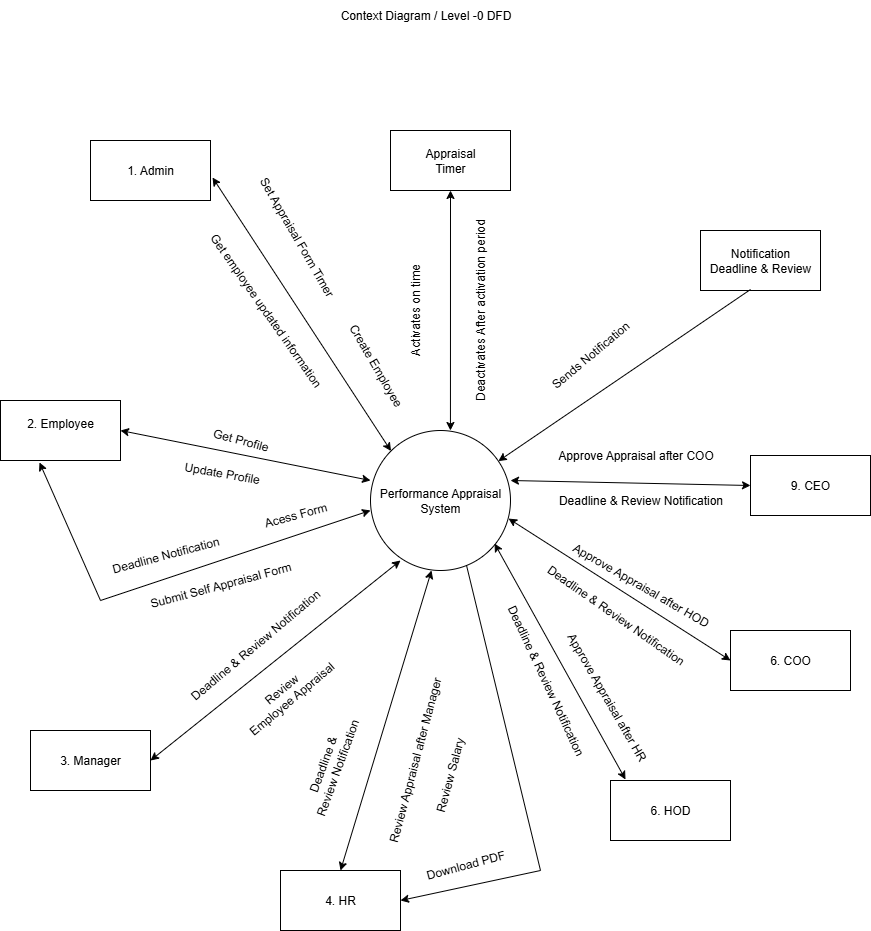 Context Diagram / Level -0 DFD
1. Admin
Appraisal
Timer
Notification
Deadline & Review
Set Appraisal Form Timer
Get employee updated information
Create Employee
Activates on time
Deactivates After activation period
Sends Notification
2. Employee
Get Profile
Update Profile
Performance Appraisal
System
Approve Appraisal after COO
Deadline & Review Notification
9. CEO
Acess Form
Deadline Notification
Submit Self Appraisal Form
Approve Appraisal after HOD
Deadline & Review Notification
6. COO
Deadline & Review Notification
Review
Employee Appraisal
3. Manager
Deadline & Review Notification
Approve Appraisal after HR
6. HOD
Deadline &
Review Notification
Review Appraisal after Manager
Review Salary
Download PDF
4. HR